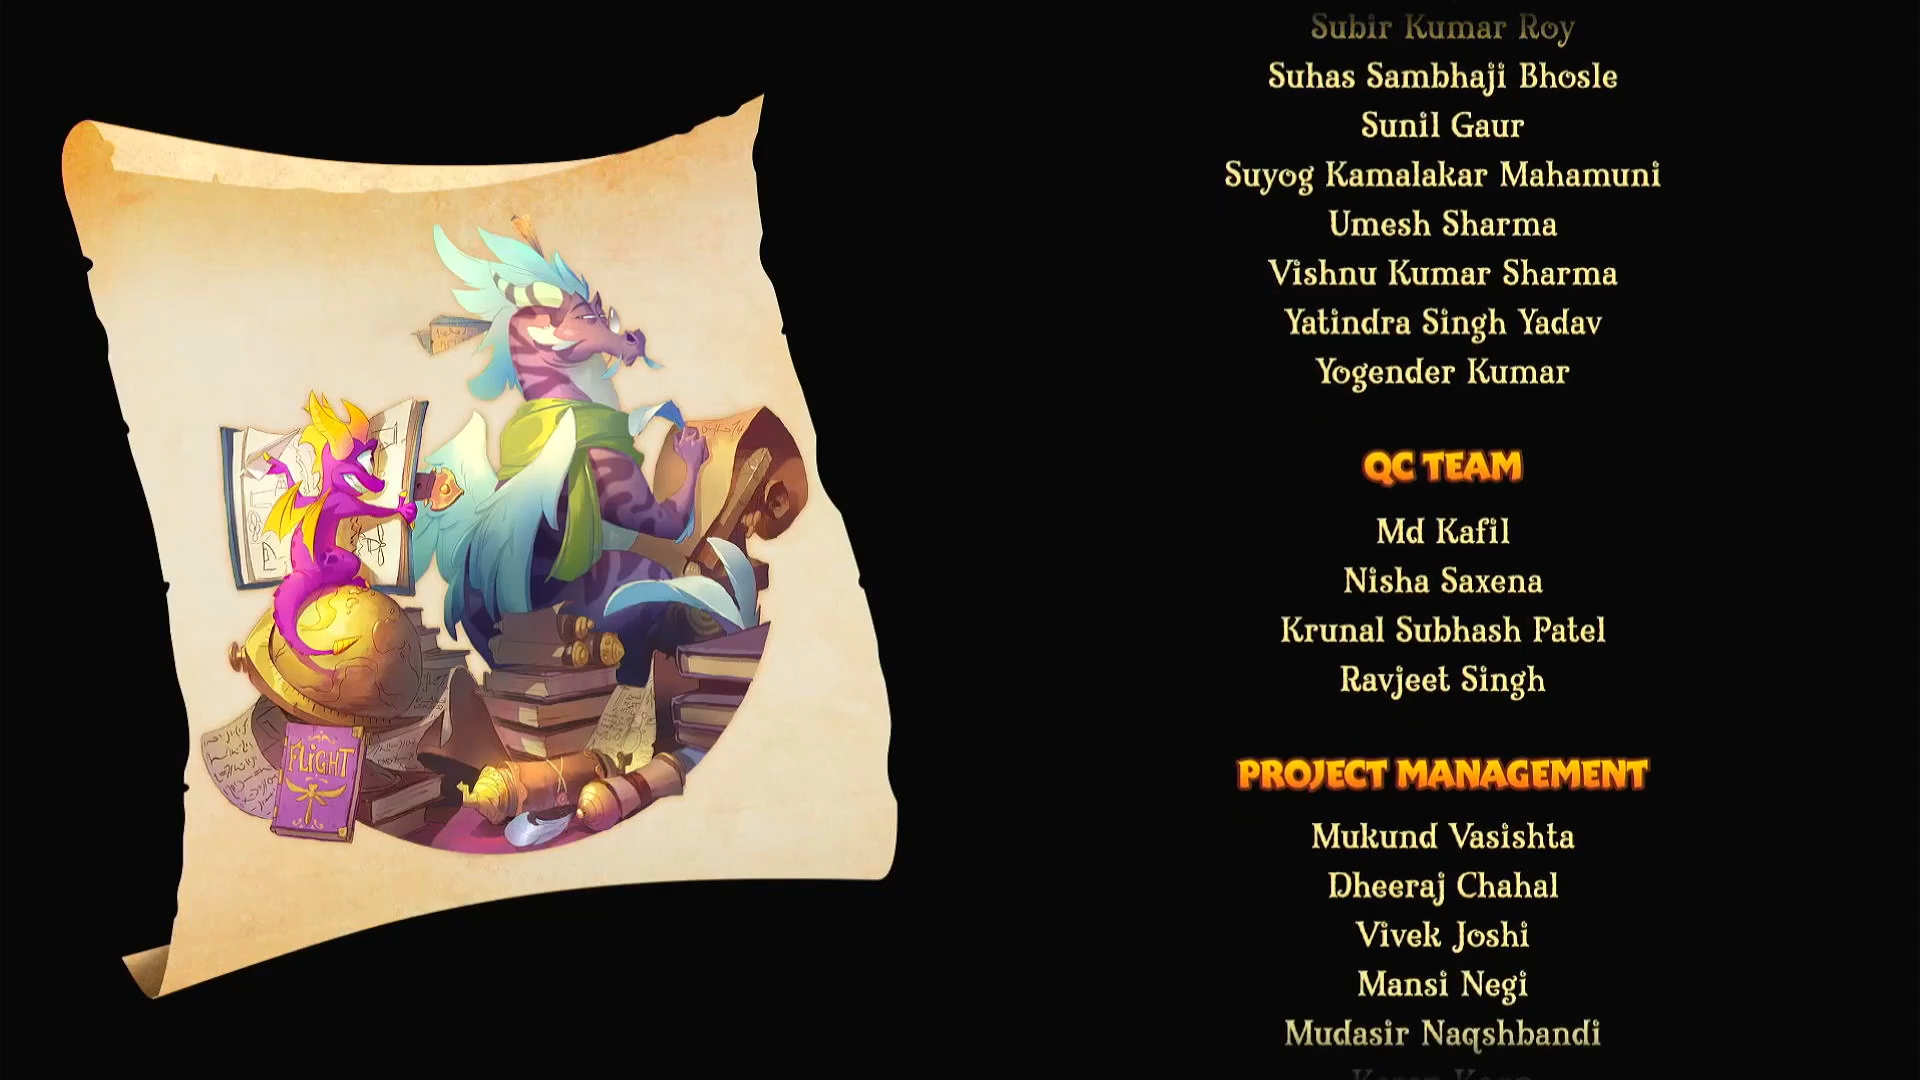 Subir Kumar Roy
Suhas Sambhaji Bhosle
Sunil Gaur
Suyog Kamalakar Mahamuni
Umesh Sharma
Vishnu Kumar Sharma
Yatindra Singh Yadav
Yogender Kumar
QC TEAM
Md Kafil
Nisha Saxena
Krunal Subhash Patel
Ravjeet Singh
PROJECT MANAGEMENT
Mukund Vasishta
Dheeraj Chahal
Vivek Joshi
Mansi Negi
Mudasir Naqshbandi
FLIGHT